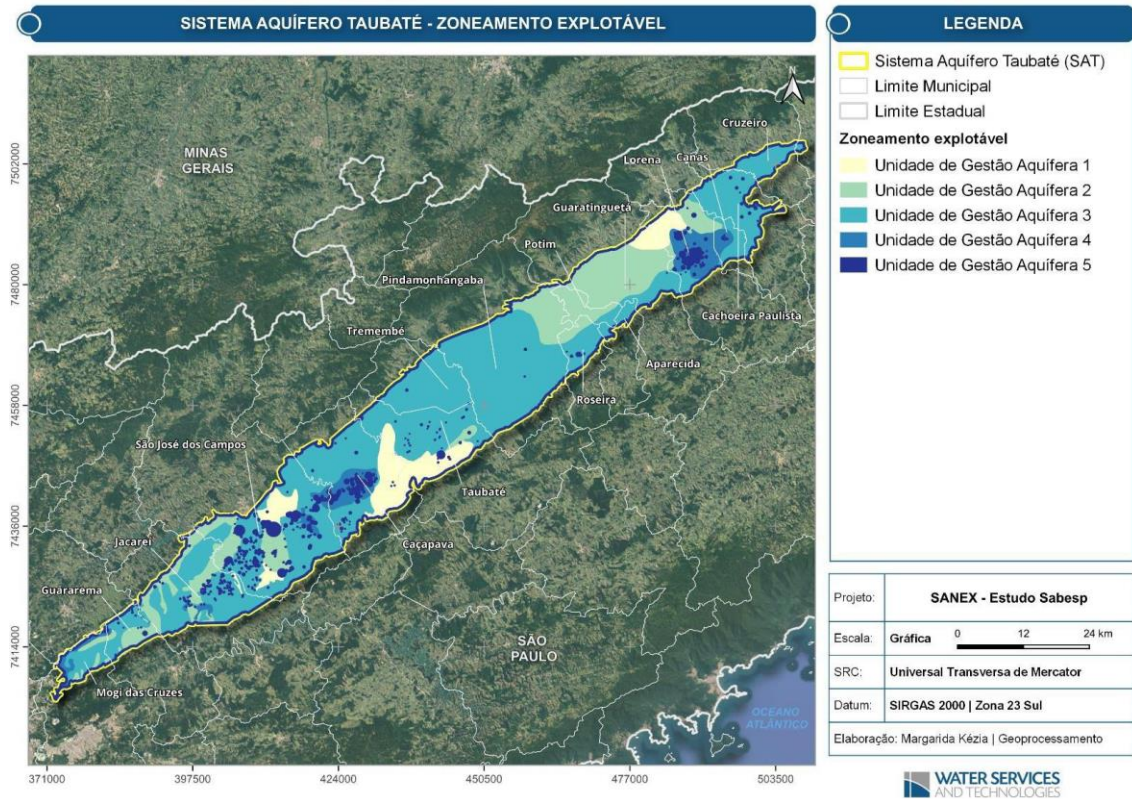 SISTEMA AQUÍFERO TAUBATÉ - ZONEAMENTO EXPLOTÁVEL
N
Cruzeiro
MINAS
GERAIS
Lorena
Canas
Guaratinguetá
Potim
Pindamonhangaba
Cachoeira Paulista
Tremembé
Aparecida
Roseira
São José dos Campos
Taubaté
Caçapava
Jacareí
Guararema
SÃO
PAULO
Mogi das Cruzes
OCEANO
ATLÂNTICO
7502000
7480000
7458000
7436000
7414000
371000
397500
424000
450500
477000
503500
LEGENDA
Sistema Aquífero Taubaté (SAT)
Limite Municipal
Limite Estadual
Zoneamento explotável
Unidade de Gestão Aquífera 1
Unidade de Gestão Aquífera 2
Unidade de Gestão Aquífera 3
Unidade de Gestão Aquífera 4
Unidade de Gestão Aquífera 5
Projeto: SANEX - Estudo Sabesp
Escala: Gráfica 0 12 24 km
SRC: Universal Transversa de Mercator
Datum: SIRGAS 2000 | Zona 23 Sul
Elaboração: Margarida Kézia | Geoprocessamento
WATER SERVICES
AND TECHNOLOGIES